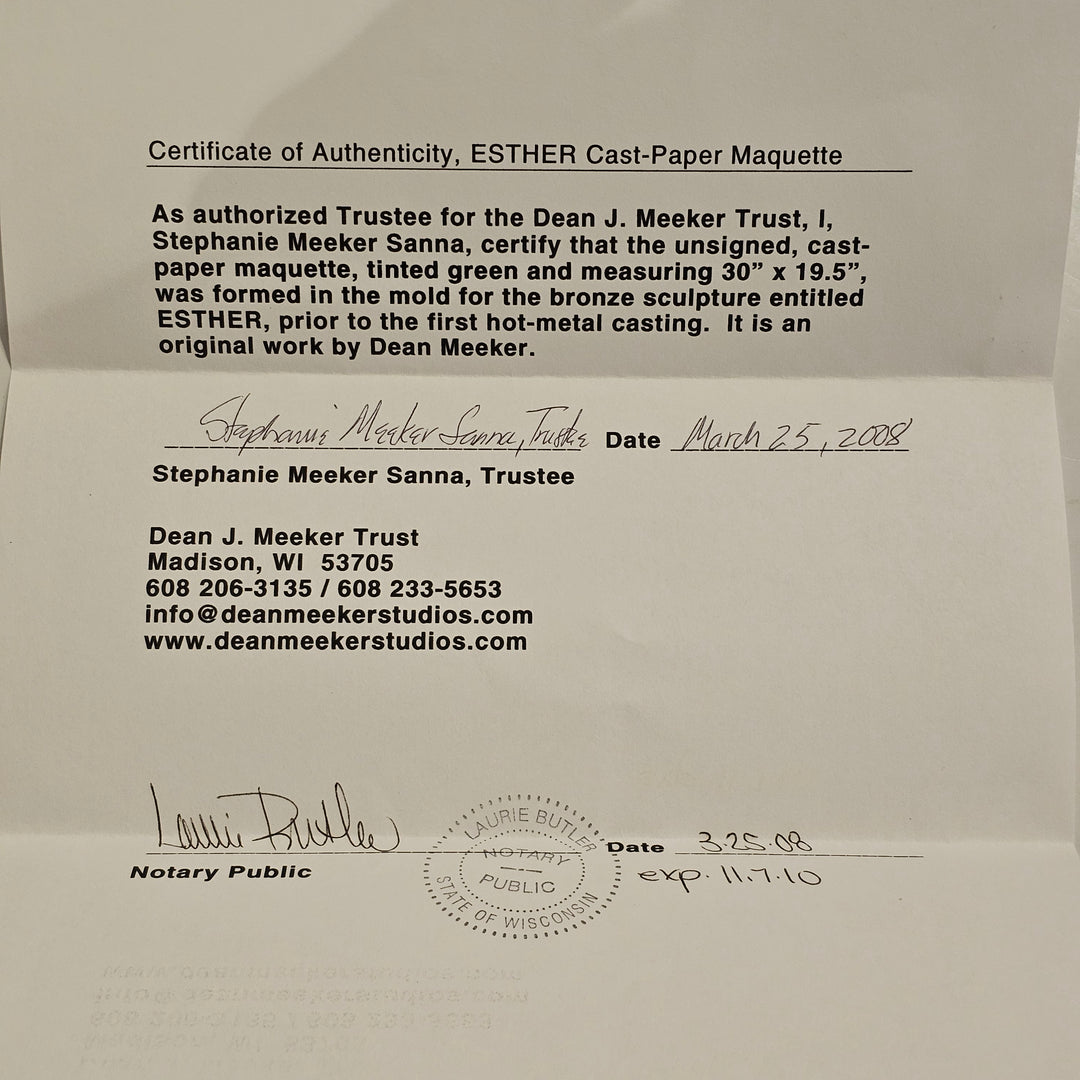 Certificate of Authenticity, ESTHER Cast-Paper Maquette
As authorized Trustee for the Dean J. Meeker Trust, I,
Stephanie Meeker Sanna, certify that the unsigned, cast-
paper maquette, tinted green and measuring 30” x 19.5”,
was formed in the mold for the bronze sculpture entitled
ESTHER, prior to the first hot-metal casting. It is an
original work by Dean Meeker.
Stephanie Meeker Sanna, Trustee Date March 25, 2008
Stephanie Meeker Sanna, Trustee
Dean J. Meeker Trust
Madison, WI 53705
608 206-3135 / 608 233-5653
info@deanmeekerstudios.com
www.deanmeekerstudios.com
Laurie Butler
LAURIE BUTLER
NOTARY
PUBLIC
STATE OF WISCONSIN
Date 3.25.08
Notary Public
exp. 11.7.10